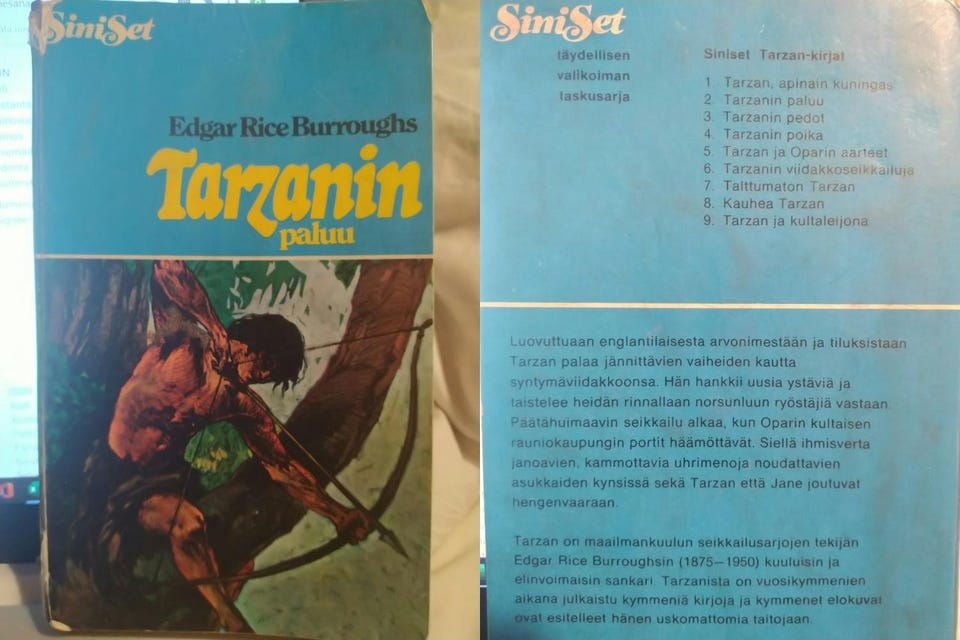 SiniSet
Edgar Rice Burroughs
Tarzanin
paluu
SiniSet
täydellisen
valikoiman
taskusarja
Siniset Tarzan-kirjat
1 Tarzan, apinain kuningas
2. Tarzanin paluu
3. Tarzanin pedot
4. Tarzanin poika
5. Tarzan ja Oparin aarteet
6. Tarzanin viidakkoseikkailuja
7. Talttumaton Tarzan
8. Kauhea Tarzan
9. Tarzan ja kultaleijona
Luovuttuaan englantilaisesta arvonimestään ja tiluksistaan
Tarzan palaa jännittävien vaiheiden kautta
syntymäviidakkoonsa. Hän hankkii uusia ystäviä ja
taistelee heidän rinnallaan norsunluun ryöstäjiä vastaan.
Päätähuimaavin seikkailu alkaa, kun Oparin kultaisen
rauniokaupungin portit häämöttävät. Siellä ihmisverta
janoavien, kammottavia uhrimenoja noudattavien
asukkaiden kynsissä sekä Tarzan että Jane joutuvat
hengenvaaraan.
Tarzan on maailmankuulun seikkailusarjojen tekijän
Edgar Rice Burroughsin (1875–1950) kuuluisin ja
elinvoimaisin sankari. Tarzanista on vuosikymmenien
aikana julkaistu kymmeniä kirjoja ja kymmenet elokuvat
ovat esitelleet hänen uskomattomia taitojaan.